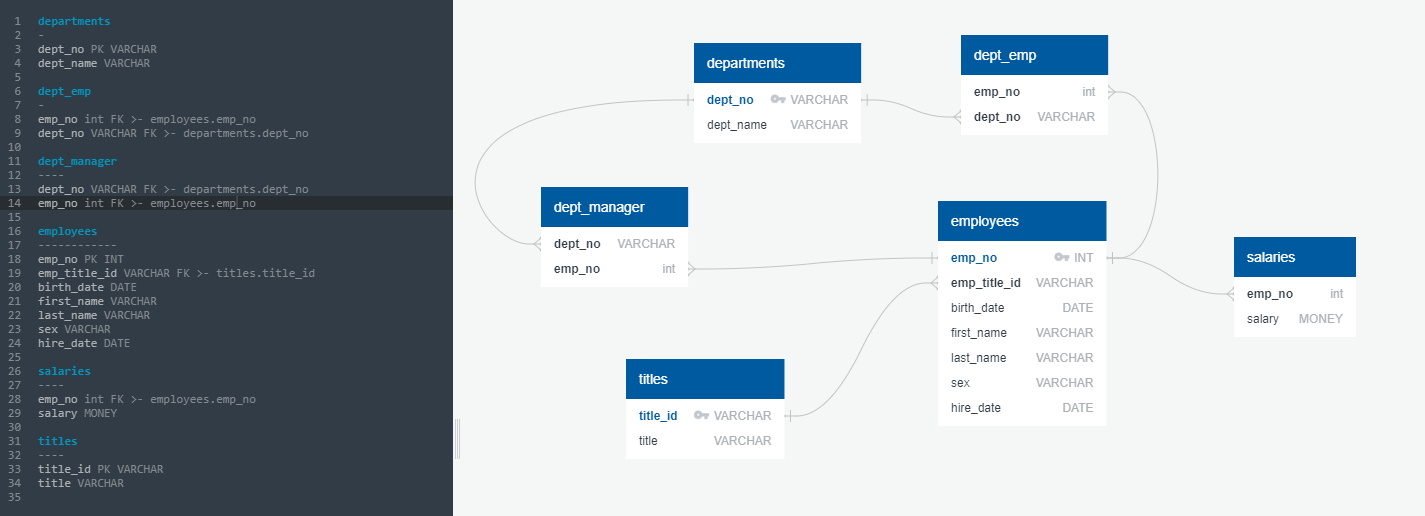 1 departments
2 -
3 dept_no PK VARCHAR
4 dept_name VARCHAR
5
6 dept_emp
7 -
8 emp_no int FK >- employees.emp_no
9 dept_no VARCHAR FK >- departments.dept_no
10
11 dept_manager
12 ----
13 dept_no VARCHAR FK >- departments.dept_no
14 emp_no int FK >- employees.emp_no
15
16 employees
17 ------------
18 emp_no PK INT
19 emp_title_id VARCHAR FK >- titles.title_id
20 birth_date DATE
21 first_name VARCHAR
22 last_name VARCHAR
23 sex VARCHAR
24 hire_date DATE
25
26 salaries
27 ----
28 emp_no int FK >- employees.emp_no
29 salary MONEY
30
31 titles
32 ----
33 title_id PK VARCHAR
34 title VARCHAR
35
departments
dept_no VARCHAR
dept_name VARCHAR
dept_emp
emp_no int
dept_no VARCHAR
dept_manager
dept_no VARCHAR
emp_no int
employees
emp_no INT
emp_title_id VARCHAR
birth_date DATE
first_name VARCHAR
last_name VARCHAR
sex VARCHAR
hire_date DATE
salaries
emp_no int
salary MONEY
titles
title_id VARCHAR
title VARCHAR